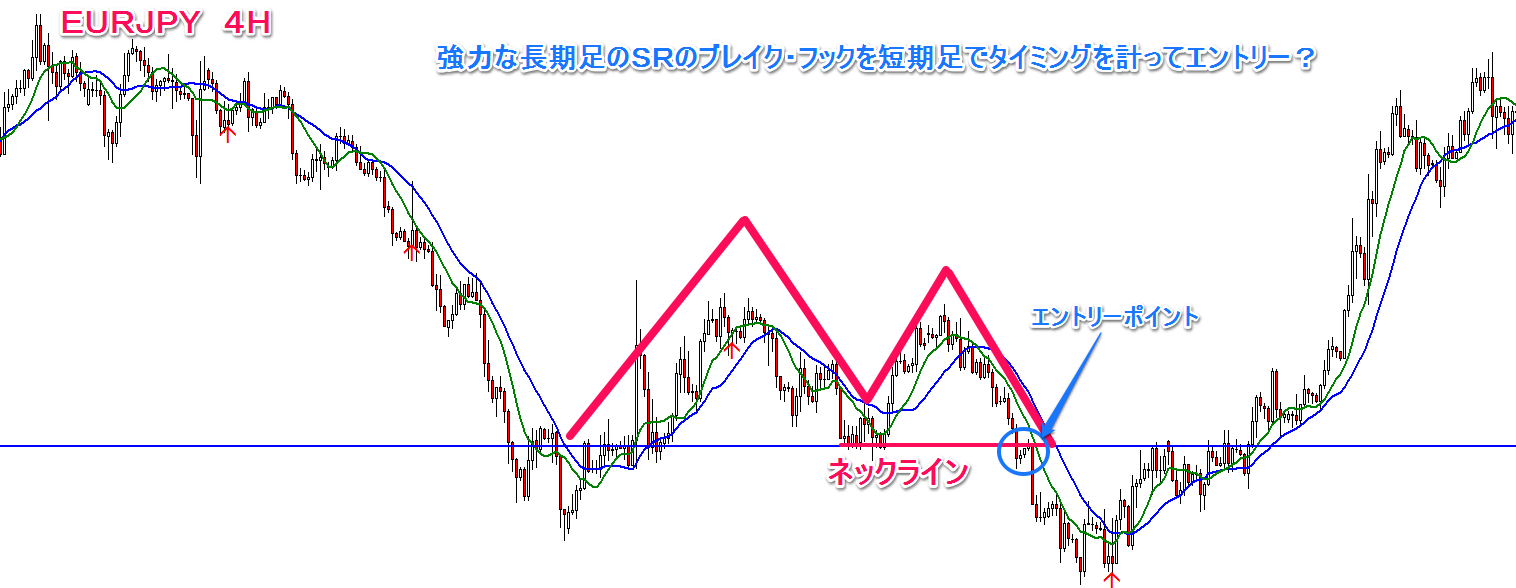 EURJPY 4H
強力な長期足のSRのブレイク・フックを短期足でタイミングを計ってエントリー？
エントリーポイント
ネックライン